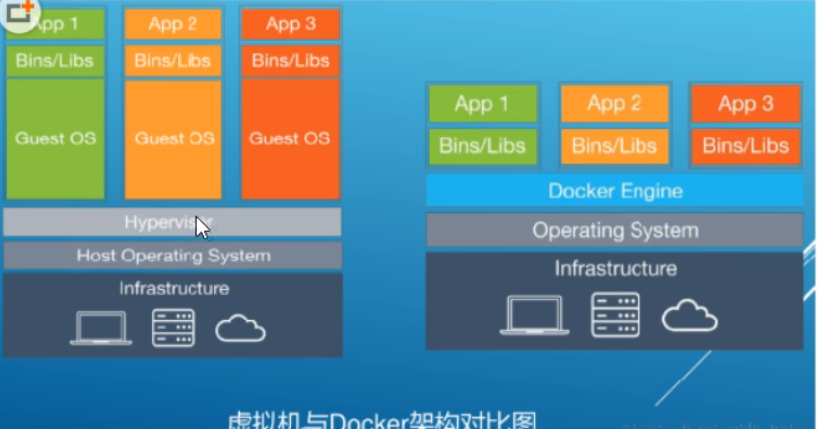 App 1
App 2
App 3
Bins/Libs
Bins/Libs
Bins/Libs
Guest OS
Guest OS
Guest OS
Hypervisor
Host Operating System
Infrastructure
App 1
App 2
App 3
Bins/Libs
Bins/Libs
Bins/Libs
Docker Engine
Operating System
Infrastructure
虚拟机与Docker架构对比图